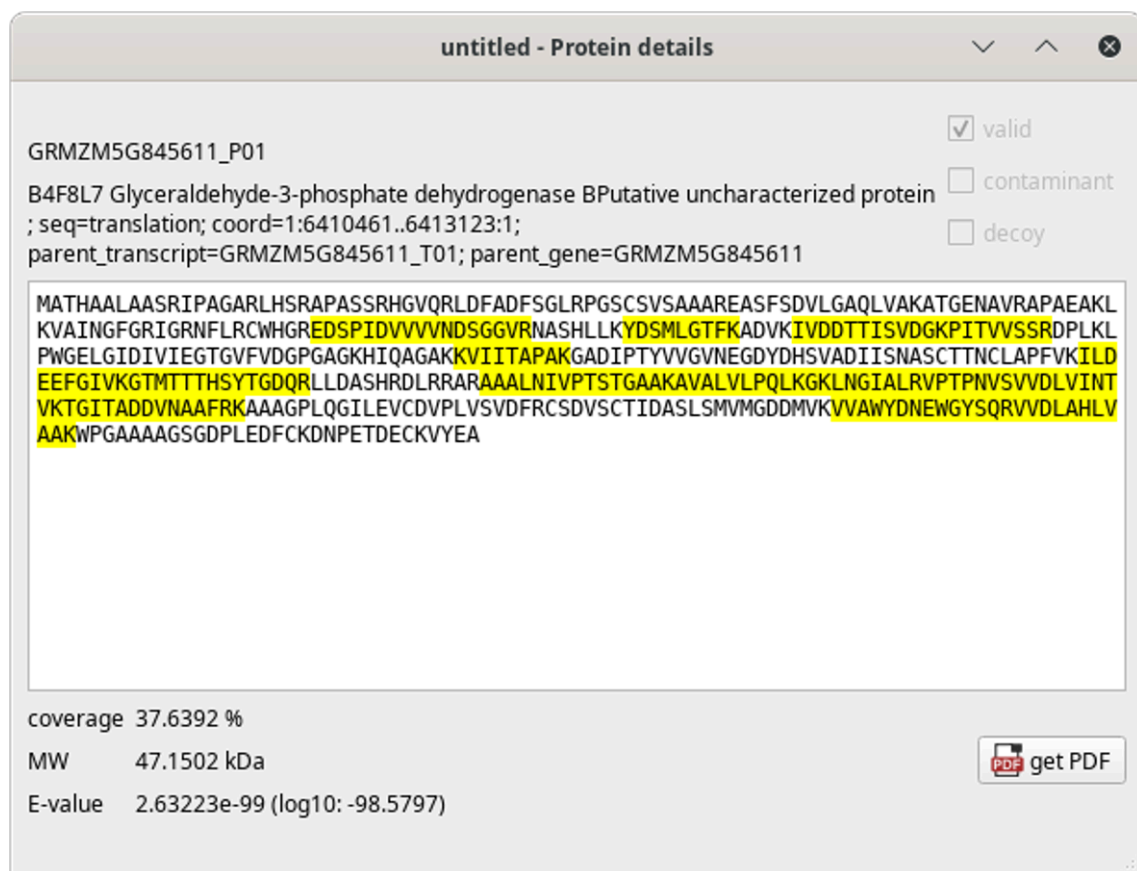 untitled - Protein details
valid
GRMZM5G845611_P01
contaminant
B4F8L7 Glyceraldehyde-3-phosphate dehydrogenase BPutative uncharacterized protein
; seq=translation; coord=1:6410461..6413123:1;
decoy
parent_transcript=GRMZM5G845611_T01; parent_gene=GRMZM5G845611
MATHAALAASRIPAGARLHSRAPASSRHGVQRLDFADFSGLRPGSCSVSAAAREASFSDVLGAQLVAKATGENAVRAPAEAKL
KVAINGFGRIGRNFLRCWHGREDSPIDVVVVNDSGGVRNASHLLKYDSMLGTFKADVKIVDDTTISVDGKPITVVSSRDPLKL
PWGELGIDIVIEGTGVFVDGPGAGKHIQAGAKKVIITAPAKGADIPTYVVGVNEGDYDHSVADIISNASCTTNCLAPFVKILD
EEFGIVKGTMTTTHSYTGDQRLLDASHRDLRRARAAALNIVPTSTGAAKAVALVLPQLKGKLNGIALRVPTPNVSVVDLVINT
VKTGITADDVNAAFRKAAAGPLQGILEVCDVPLVSVDFRCSDVSCTIDASLSMVMGDDMVKVVAWYDNEWGYSQRVVDLAHLV
AAKWPGAAAAGSGDPLEDFCKDNPETDECKVYEA
coverage 37.6392 %
MW 47.1502 kDa
PDF get PDF
E-value 2.63223e-99 (log10: -98.5797)